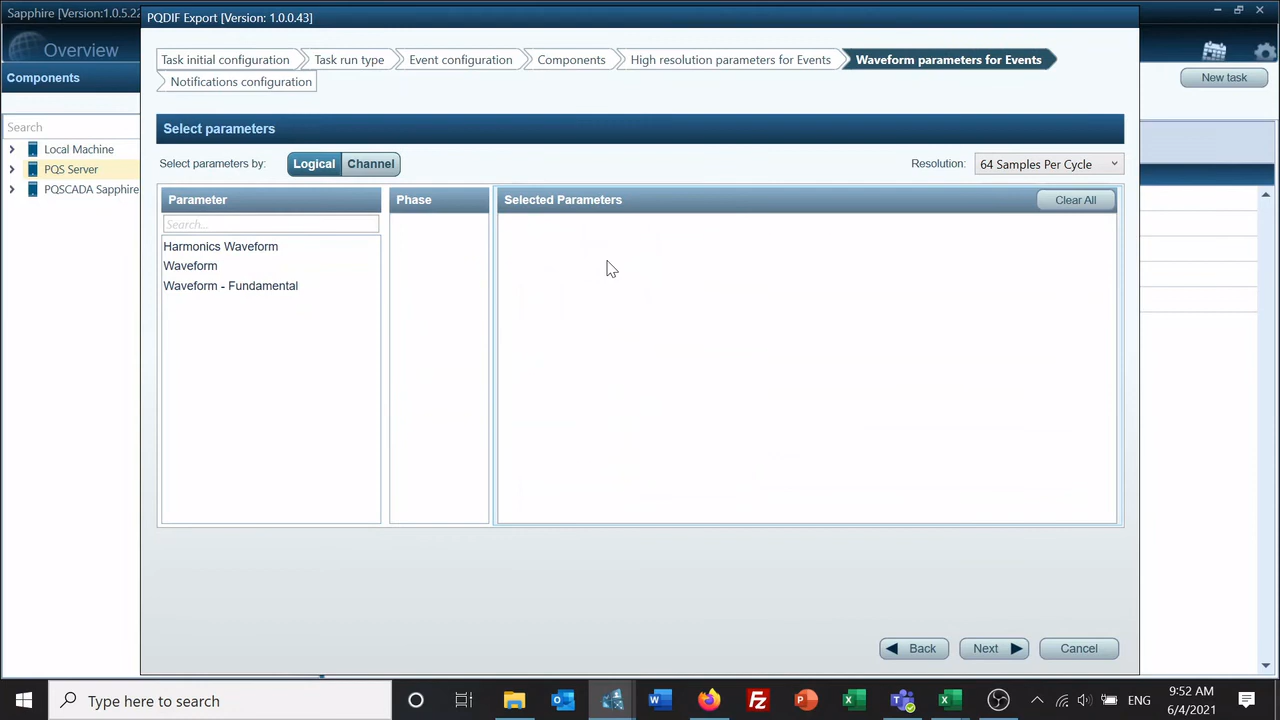 Sapphire [Version:1.0.5.22
PQDIF Export [Version: 1.0.0.43]
Overview
Task initial configuration
Task run type
Event configuration
Components
High resolution parameters for Events
Waveform parameters for Events
Components
New task
Notifications configuration
Search
Select parameters
Local Machine
Select parameters by:
Logical
Channel
Resolution:
64 Samples Per Cycle
PQS Server
PQSCADA Sapphire
Parameter
Phase
Selected Parameters
Clear All
Search...
Harmonics Waveform
Waveform
Waveform - Fundamental
Back
Next
Cancel
Type here to search
ENG
9:52 AM
6/4/2021